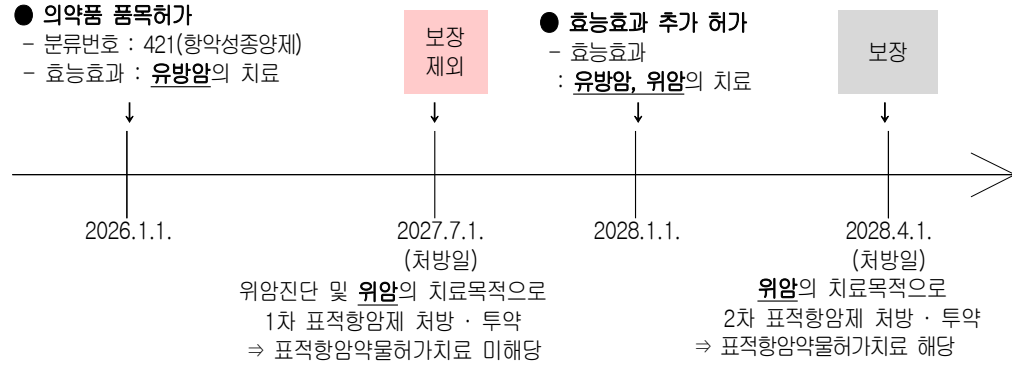 ● 의약품 품목허가
- 분류번호 : 421(항악성종양제)
- 효능효과 : 유방암의 치료
보장
제외
● 효능효과 추가 허가
- 효능효과
: 유방암, 위암의 치료
보장
↓
↓
↓
↓
2026.1.1.
2027.7.1.
(처방일)
위암진단 및 위암의 치료목적으로
1차 표적항암제 처방 · 투약
⇒ 표적항암약물허가치료 미해당
2028.1.1.
2028.4.1.
(처방일)
위암의 치료목적으로
2차 표적항암제 처방 · 투약
⇒ 표적항암약물허가치료 해당